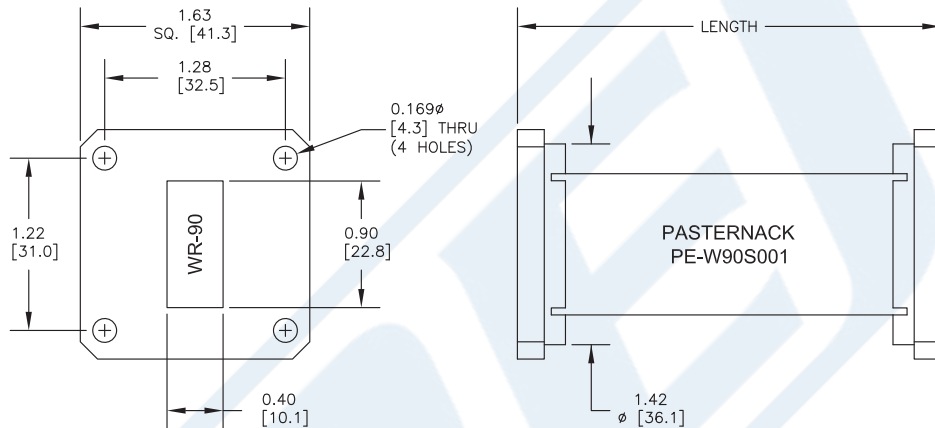 1.63
SQ. [41.3]
1.28
[32.5]
0.169ø
[4.3] THRU
(4 HOLES)
1.22
[31.0]
WR-90
0.90
[22.8]
0.40
[10.1]
LENGTH
PASTERNACK
PE-W90S001
1.42
ø [36.1]